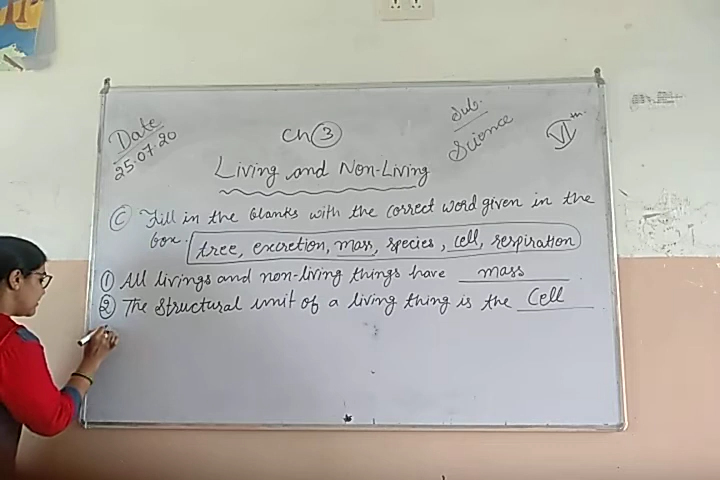 Date
25.07.20
Ch ③
Sub.
Science
VI th.
Living and Non-Living
Ⓒ Fill in the blanks with the correct word given in the
box. tree, excretion, mass, species, cell, respiration
① All livings and non-living things have mass.
② The structural unit of a living thing is the Cell.